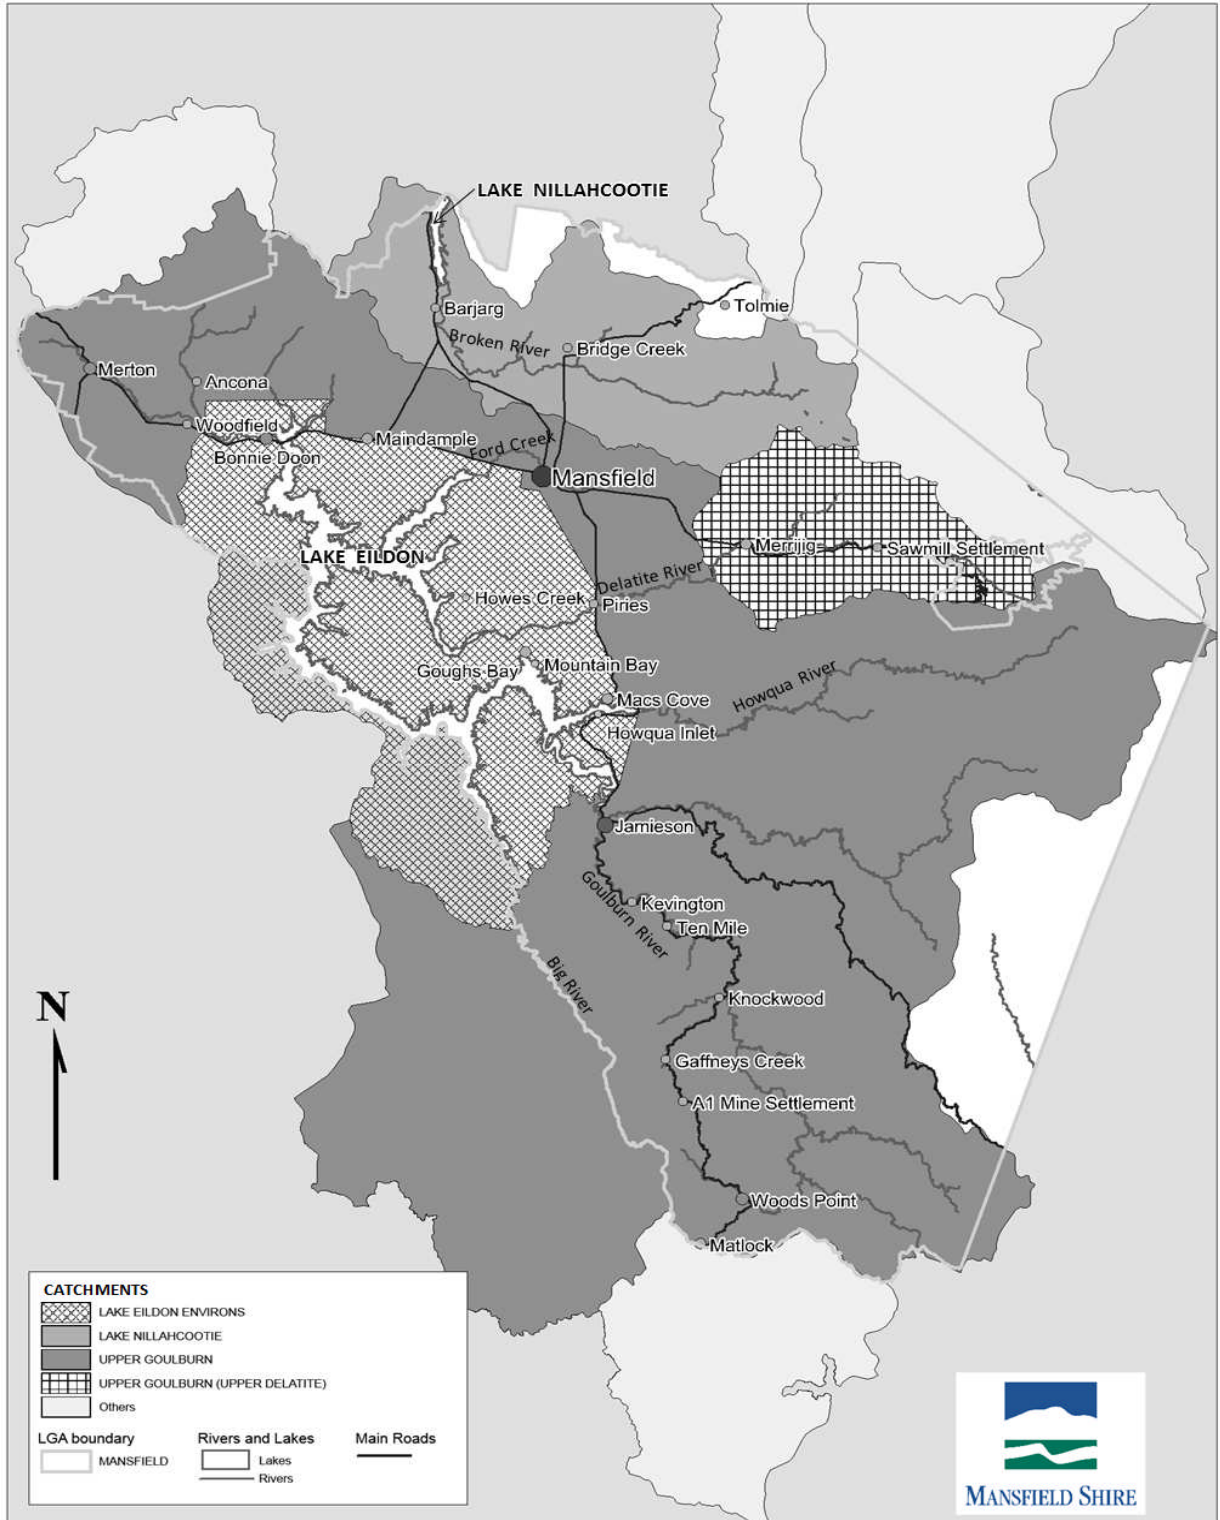 LAKE NILLAHCOOTIE
Barjarg
Tolmie
Broken River
Bridge Creek
Merton
Ancona
Woodfield
Bonnie Doon
Maindample
Ford Creek
Mansfield
LAKE EILDON
Merrijig
Sawmill Settlement
Delatite River
Howes Creek
Piries
Goughs Bay
Mountain Bay
Howqua River
Macs Cove
Howqua Inlet
Jamieson
Goulburn River
Kevington
Ten Mile
Big River
N
Knockwood
Gaffneys Creek
A1 Mine Settlement
Woods Point
Matlock
CATCHMENTS
LAKE EILDON ENVIRONS
LAKE NILLAHCOOTIE
UPPER GOULBURN
UPPER GOULBURN (UPPER DELATITE)
Others
LGA boundary
MANSFIELD
Rivers and Lakes
Lakes
Rivers
Main Roads
MANSFIELD SHIRE